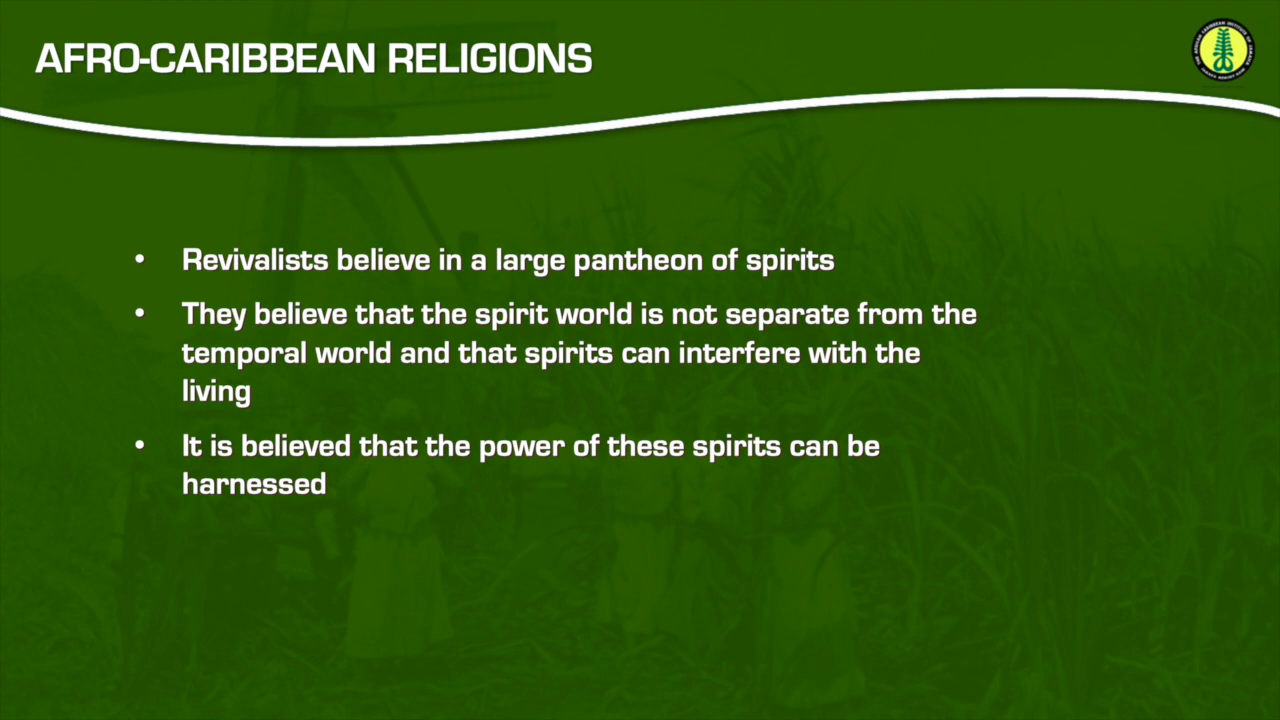 AFRO-CARIBBEAN RELIGIONS
• Revivalists believe in a large pantheon of spirits
• They believe that the spirit world is not separate from the
temporal world and that spirits can interfere with the
living
• It is believed that the power of these spirits can be
harnessed